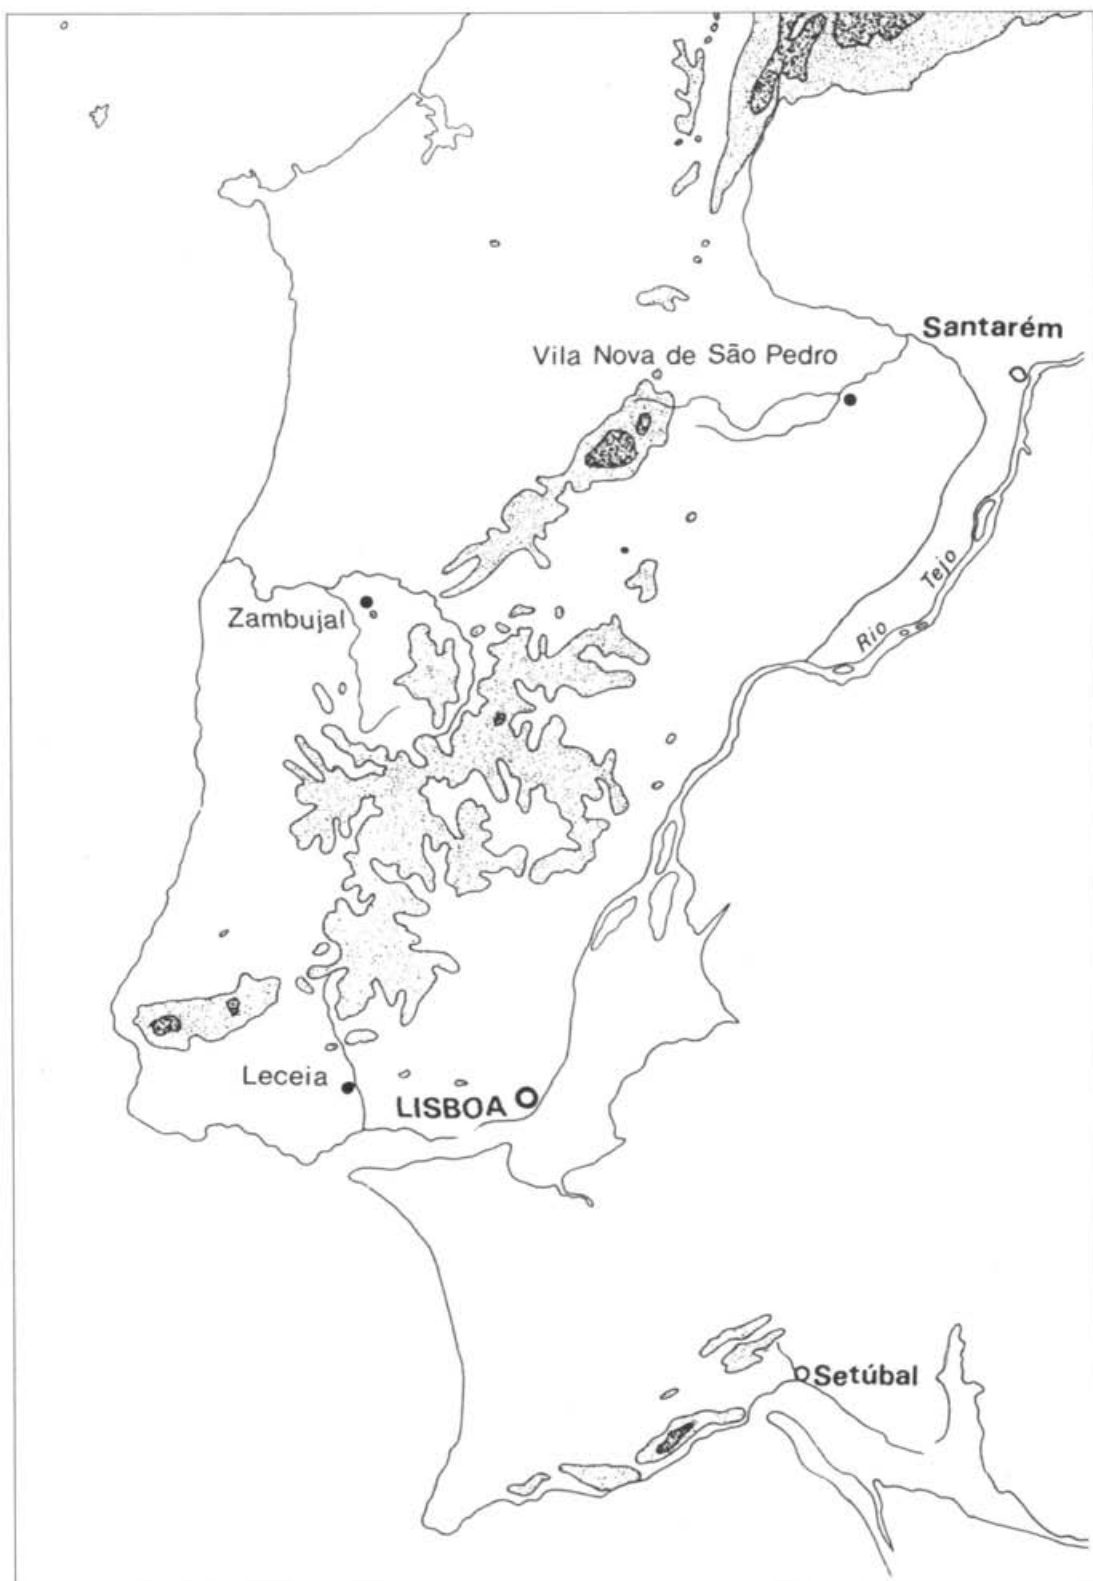 Santarém
Vila Nova de São Pedro
Rio Tejo
Zambujal
Leceia
LISBOA
Setúbal